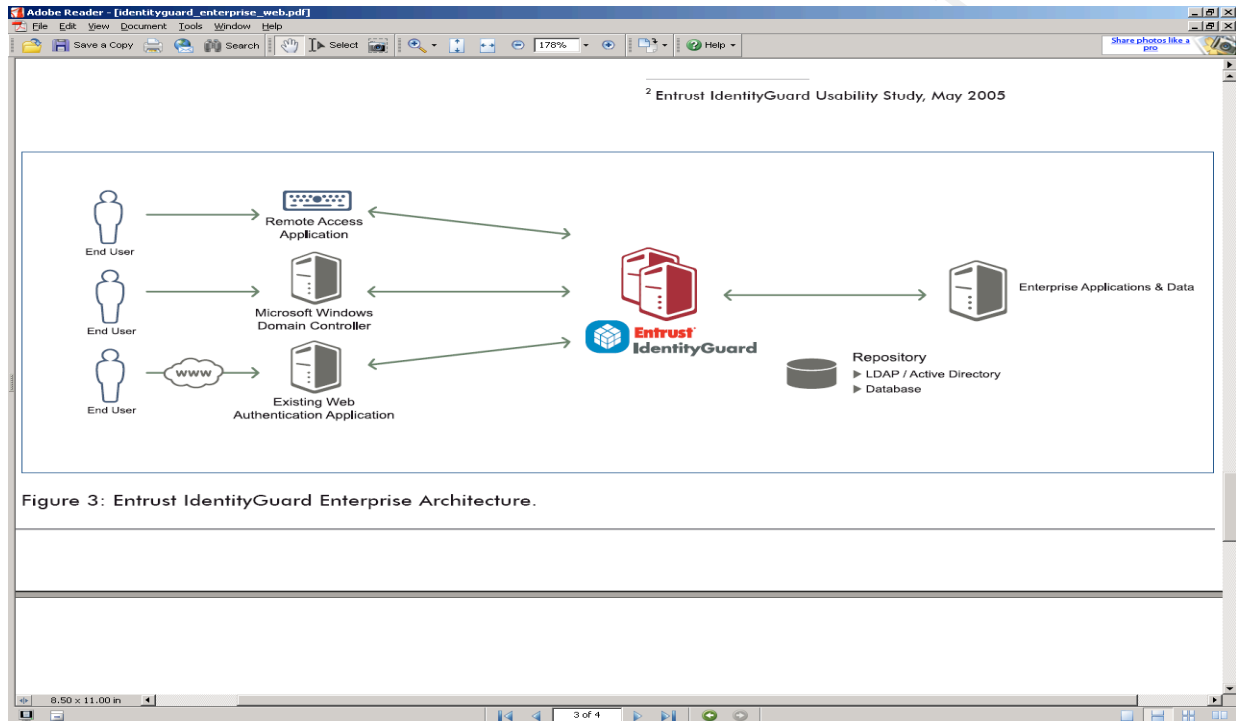 Adobe Reader - [identityguard_enterprise_web.pdf]
File Edit View Document Tools Window Help
Save a Copy Search Select 178% Help
Share photos like a pro
2 Entrust IdentityGuard Usability Study, May 2005
End User
Remote Access
Application
End User
Microsoft Windows
Domain Controller
End User
www
Existing Web
Authentication Application
Entrust
IdentityGuard
Enterprise Applications & Data
Repository
LDAP / Active Directory
Database
Figure 3: Entrust IdentityGuard Enterprise Architecture.
8.50 x 11.00 in
3 of 4